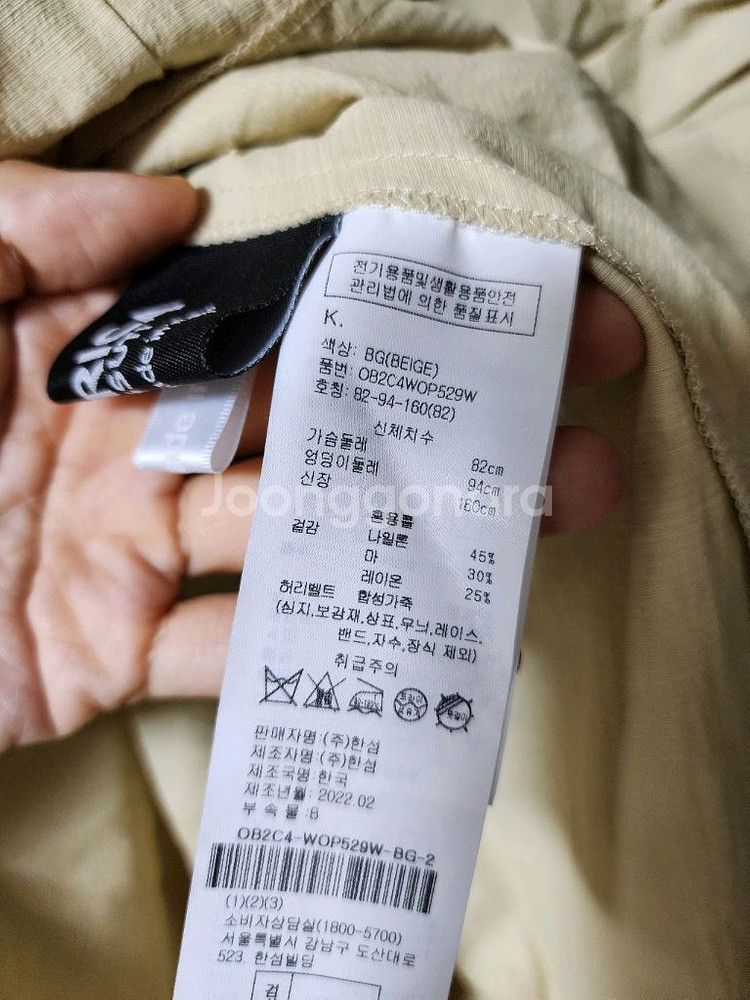 전기용품및생활용품안전
관리법에 의한 품질표시
K.
색상: BG(BEIGE)
품번: OB2C4WOP529W
호칭: 82-94-160(82)
신체치수
가슴둘레 82cm
엉덩이둘레 94cm
신장 160cm
Joonggonara
혼용률
겉감 나일론 45%
마 30%
레이온 25%
허리벨트 합성가죽
(심지,보강재,상표,무늬,레이스,
밴드,자수,장식 제외)
취급주의
드라이
판매자명:(주)한섬
제조사명:(주)한섬
제조국명:한국
제조년월:2022.02
부 속 물:B
OB2C4-WOP529W-BG-2
(1)(2)(3)
소비자상담실(1800-5700)
서울특별시 강남구 도산대로
523 한섬빌딩
검